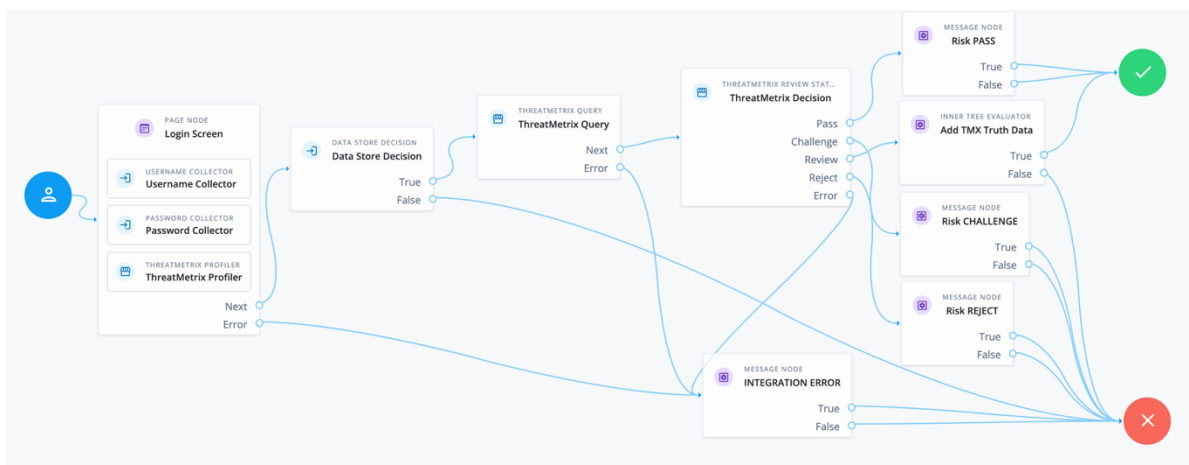 PAGE NODE
Login Screen
USERNAME COLLECTOR
Username Collector
PASSWORD COLLECTOR
Password Collector
THREATMETRIX PROFILER
ThreatMetrix Profiler
Next
Error
DATA STORE DECISION
Data Store Decision
True
False
THREATMETRIX QUERY
ThreatMetrix Query
Next
Error
THREATMETRIX REVIEW STAT...
ThreatMetrix Decision
Pass
Challenge
Review
Reject
Error
MESSAGE NODE
Risk PASS
True
False
INNER TREE EVALUATOR
Add TMX Truth Data
True
False
MESSAGE NODE
Risk CHALLENGE
True
False
MESSAGE NODE
Risk REJECT
True
False
MESSAGE NODE
INTEGRATION ERROR
True
False